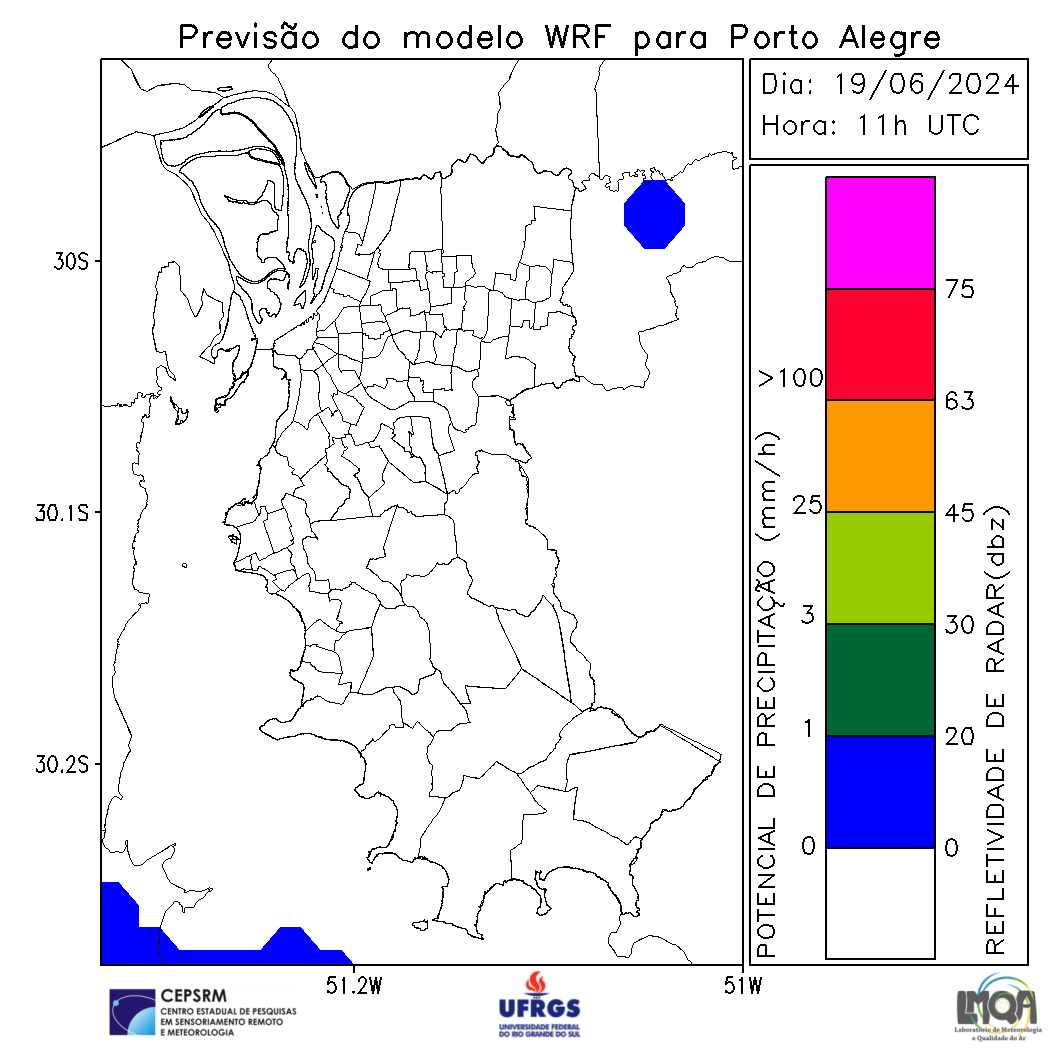 Previsão do modelo WRF para Porto Alegre
Dia: 19/06/2024
Hora: 11h UTC
30S
30.1S
30.2S
51.2W
51W
POTENCIAL DE PRECIPITAÇÃO (mm/h)
>100
25
3
1
0
75
63
45
30
20
0
REFLETIVIDADE DE RADAR(dbz)
CEPSRM
CENTRO ESTADUAL DE PESQUISAS
EM SENSORIAMENTO REMOTO
E METEOROLOGIA
UFRGS
UNIVERSIDADE FEDERAL
DO RIO GRANDE DO SUL
LMQA
Laboratório de Meteorologia
e Qualidade do Ar